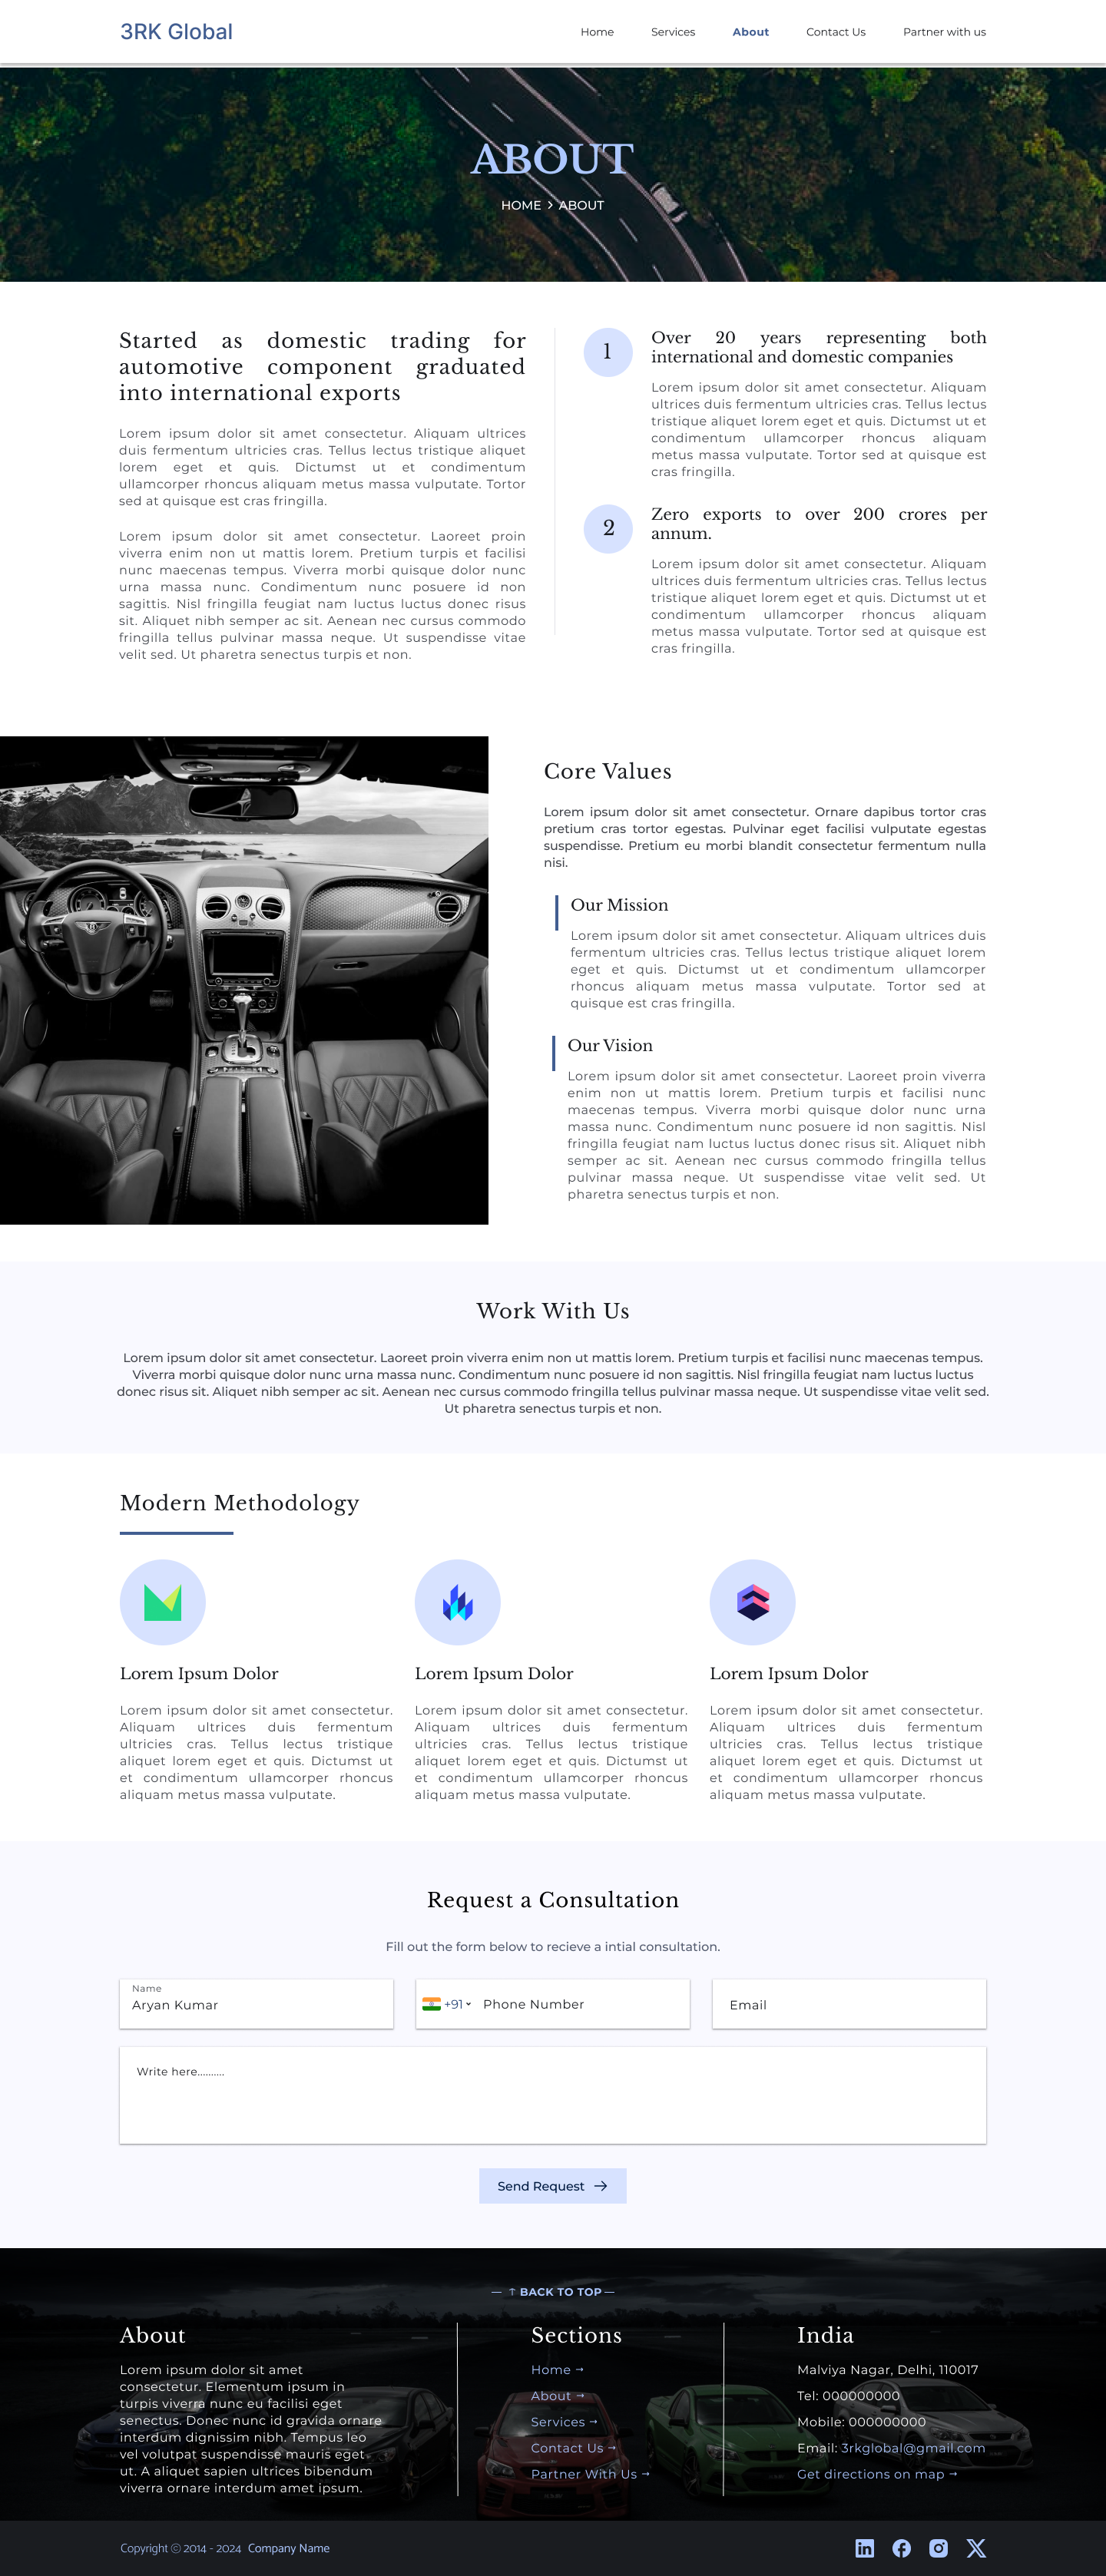 3RK Global
Home Services About Contact Us Partner with us
ABOUT
HOME > ABOUT
Started as domestic trading for
automotive component graduated
into international exports
Lorem ipsum dolor sit amet consectetur. Aliquam ultrices
duis fermentum ultricies cras. Tellus lectus tristique aliquet
lorem eget et quis. Dictumst ut et condimentum
ullamcorper rhoncus aliquam metus massa vulputate. Tortor
sed at quisque est cras fringilla.
Lorem ipsum dolor sit amet consectetur. Laoreet proin
viverra enim non ut mattis lorem. Pretium turpis et facilisi
nunc maecenas tempus. Viverra morbi quisque dolor nunc
urna massa nunc. Condimentum nunc posuere id non
sagittis. Nisl fringilla feugiat nam luctus luctus donec risus
sit. Aliquet nibh semper ac sit. Aenean nec cursus commodo
fringilla tellus pulvinar massa neque. Ut suspendisse vitae
velit sed. Ut pharetra senectus turpis et non.
1
Over 20 years representing both
international and domestic companies
Lorem ipsum dolor sit amet consectetur. Aliquam
ultrices duis fermentum ultricies cras. Tellus lectus
tristique aliquet lorem eget et quis. Dictumst ut et
condimentum ullamcorper rhoncus aliquam
metus massa vulputate. Tortor sed at quisque est
cras fringilla.
2
Zero exports to over 200 crores per
annum.
Lorem ipsum dolor sit amet consectetur. Aliquam
ultrices duis fermentum ultricies cras. Tellus lectus
tristique aliquet lorem eget et quis. Dictumst ut et
condimentum ullamcorper rhoncus aliquam
metus massa vulputate. Tortor sed at quisque est
cras fringilla.
Core Values
Lorem ipsum dolor sit amet consectetur. Ornare dapibus tortor cras
pretium cras tortor egestas. Pulvinar eget facilisi vulputate egestas
suspendisse. Pretium eu morbi blandit consectetur fermentum nulla
nisi.
Our Mission
Lorem ipsum dolor sit amet consectetur. Aliquam ultrices duis
fermentum ultricies cras. Tellus lectus tristique aliquet lorem
eget et quis. Dictumst ut et condimentum ullamcorper
rhoncus aliquam metus massa vulputate. Tortor sed at
quisque est cras fringilla.
Our Vision
Lorem ipsum dolor sit amet consectetur. Laoreet proin viverra
enim non ut mattis lorem. Pretium turpis et facilisi nunc
maecenas tempus. Viverra morbi quisque dolor nunc urna
massa nunc. Condimentum nunc posuere id non sagittis. Nisl
fringilla feugiat nam luctus luctus donec risus sit. Aliquet nibh
semper ac sit. Aenean nec cursus commodo fringilla tellus
pulvinar massa neque. Ut suspendisse vitae velit sed. Ut
pharetra senectus turpis et non.
Work With Us
Lorem ipsum dolor sit amet consectetur. Laoreet proin viverra enim non ut mattis lorem. Pretium turpis et facilisi nunc maecenas tempus.
Viverra morbi quisque dolor nunc urna massa nunc. Condimentum nunc posuere id non sagittis. Nisl fringilla feugiat nam luctus luctus
donec risus sit. Aliquet nibh semper ac sit. Aenean nec cursus commodo fringilla tellus pulvinar massa neque. Ut suspendisse vitae velit sed.
Ut pharetra senectus turpis et non.
Modern Methodology
Lorem Ipsum Dolor
Lorem ipsum dolor sit amet consectetur.
Aliquam ultrices duis fermentum
ultricies cras. Tellus lectus tristique
aliquet lorem eget et quis. Dictumst ut
et condimentum ullamcorper rhoncus
aliquam metus massa vulputate.
Lorem Ipsum Dolor
Lorem ipsum dolor sit amet consectetur.
Aliquam ultrices duis fermentum
ultricies cras. Tellus lectus tristique
aliquet lorem eget et quis. Dictumst ut
et condimentum ullamcorper rhoncus
aliquam metus massa vulputate.
Lorem Ipsum Dolor
Lorem ipsum dolor sit amet consectetur.
Aliquam ultrices duis fermentum
ultricies cras. Tellus lectus tristique
aliquet lorem eget et quis. Dictumst ut
et condimentum ullamcorper rhoncus
aliquam metus massa vulputate.
Request a Consultation
Fill out the form below to recieve a intial consultation.
Name
Aryan Kumar
+91 Phone Number
Email
Write here..........
Send Request →
— ↑ BACK TO TOP —
About
Lorem ipsum dolor sit amet
consectetur. Elementum ipsum in
turpis viverra nunc eu facilisi eget
senectus. Donec nunc id gravida ornare
interdum dignissim nibh. Tempus leo
vel volutpat suspendisse mauris eget
ut. A aliquet sapien ultrices bibendum
viverra ornare interdum amet ipsum.
Sections
Home →
About →
Services →
Contact Us →
Partner With Us →
India
Malviya Nagar, Delhi, 110017
Tel: 000000000
Mobile: 000000000
Email: 3rkglobal@gmail.com
Get directions on map →
Copyright © 2014 - 2024 Company Name